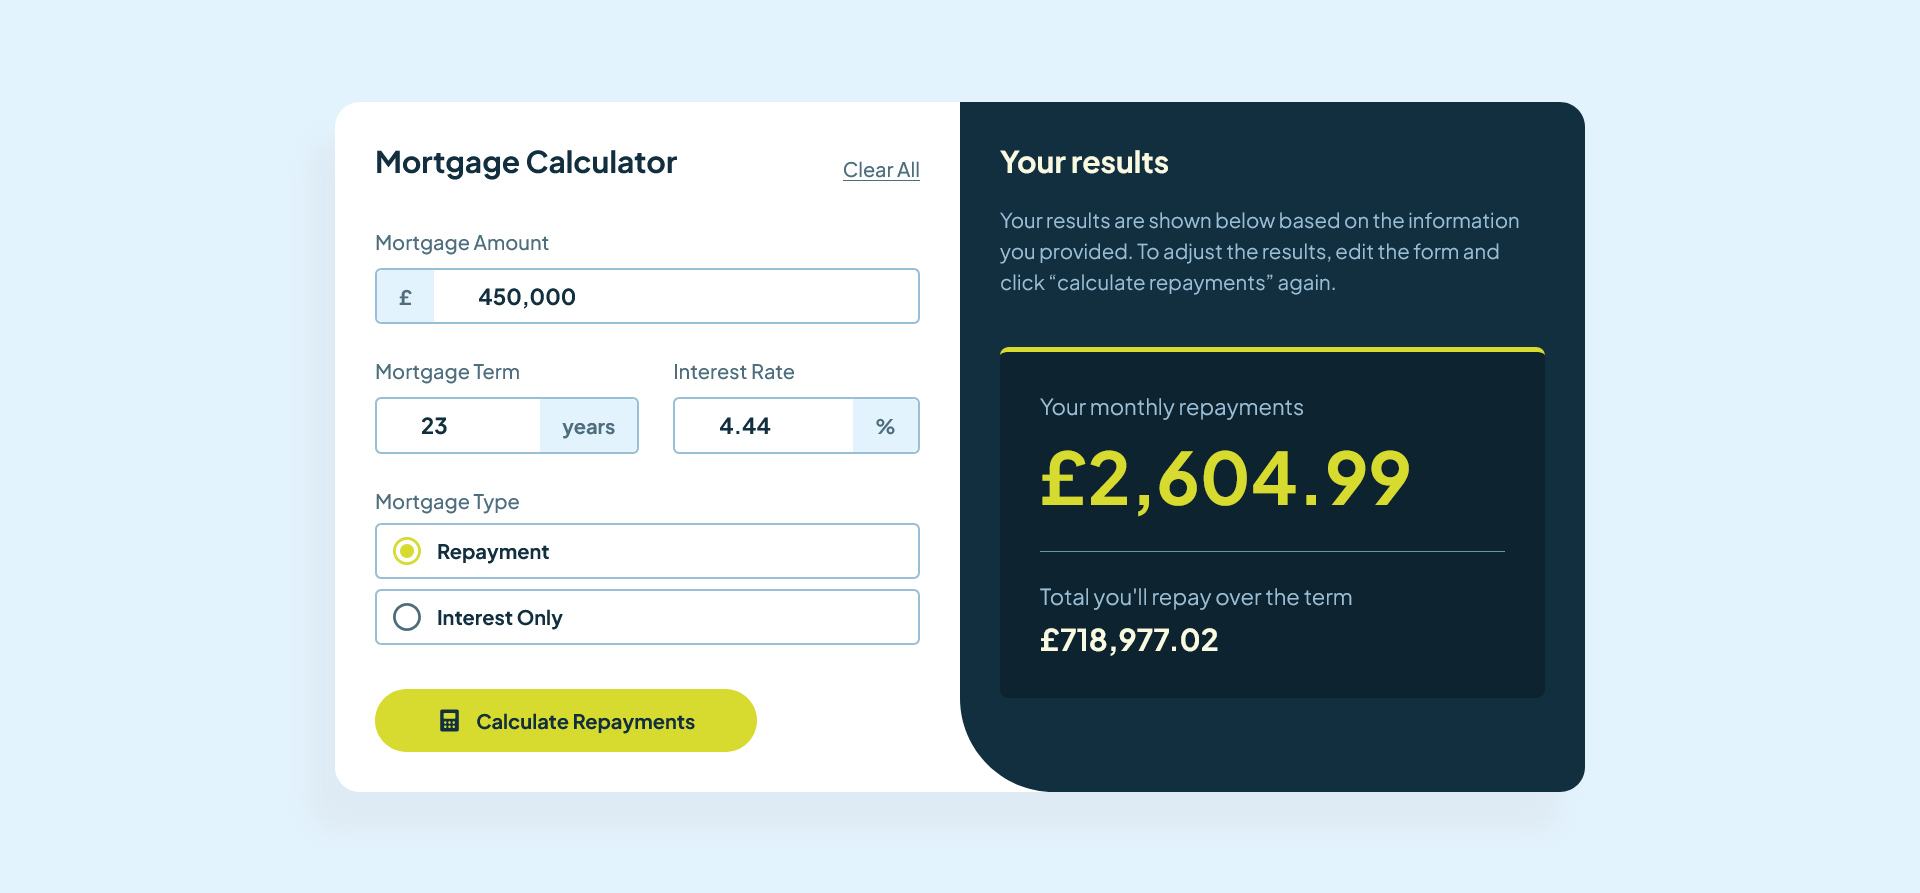 Mortgage Calculator
Clear All
Mortgage Amount
£ 450,000
Mortgage Term
23 years
Interest Rate
4.44 %
Mortgage Type
Repayment
Interest Only
Calculate Repayments
Your results
Your results are shown below based on the information
you provided. To adjust the results, edit the form and
click “calculate repayments” again.
Your monthly repayments
£2,604.99
Total you'll repay over the term
£718,977.02